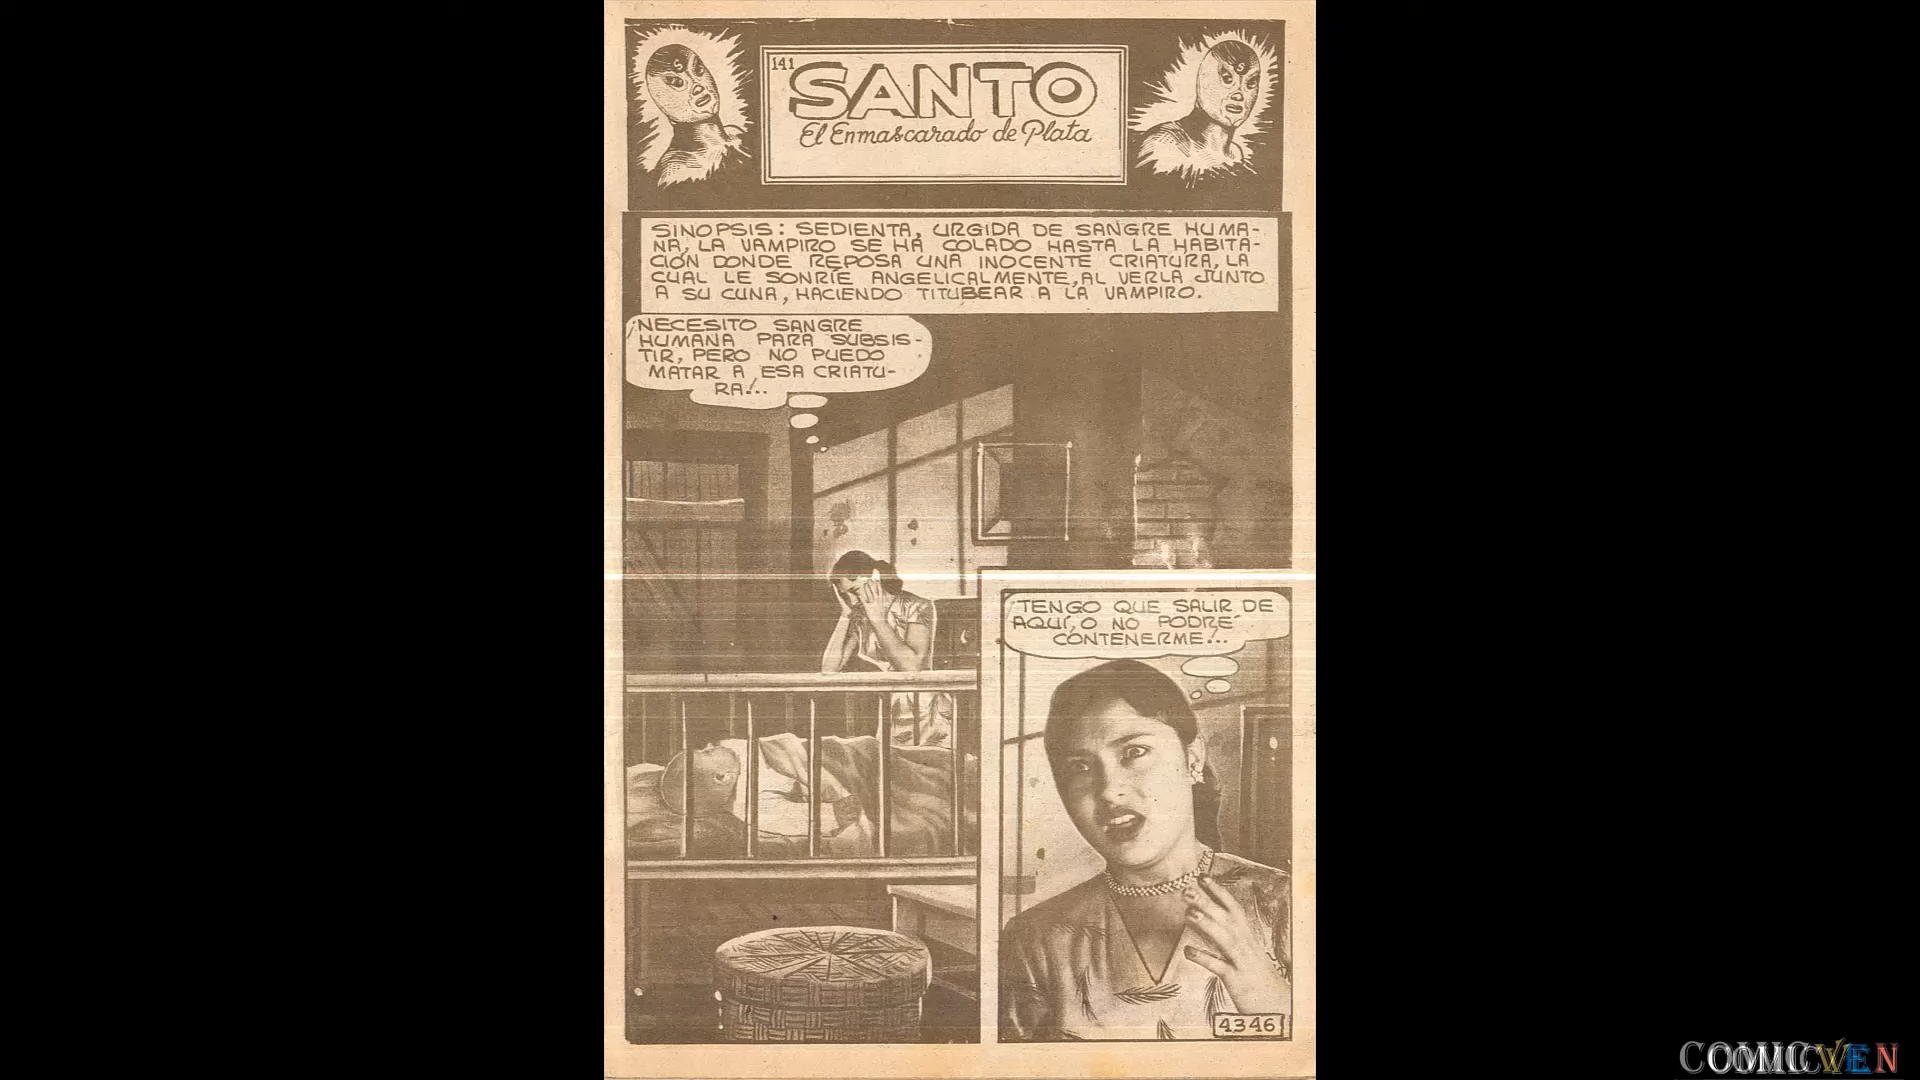 141
SANTO
El Enmascarado de Plata
SINOPSIS: SEDIENTA, URGIDA DE SANGRE HUMA-
NA, LA VAMPIRO SE HA COLADO HASTA LA HABITA-
CIÓN DONDE REPOSA UNA INOCENTE CRIATURA, LA
CUAL LE SONRÍE ANGELICALMENTE, AL VERLA JUNTO
A SU CUNA, HACIENDO TITUBEAR A LA VAMPIRO.
¡NECESITO SANGRE
HUMANA PARA SUBSIS-
TIR, PERO NO PUEDO
MATAR A ESA CRIATU-
RA!...
TENGO QUE SALIR DE
AQUÍ, O NO PODRÉ
CONTENERME!...
4346
COMICVEN